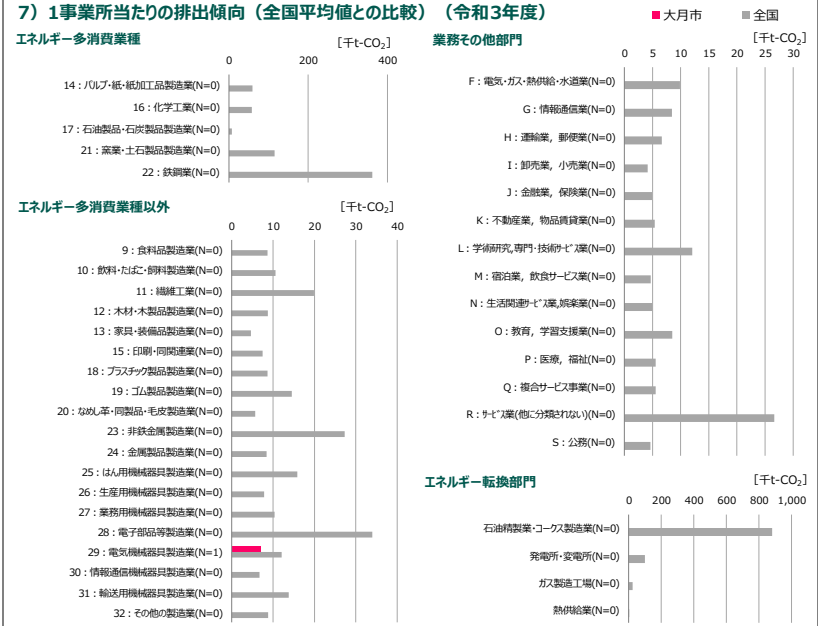 7）1事業所当たりの排出傾向（全国平均値との比較）（令和3年度）
■大月市 ■全国
エネルギー多消費業種
[千t-CO₂]
0 200 400
14：パルプ・紙・紙加工品製造業(N=0)
16：化学工業(N=0)
17：石油製品・石炭製品製造業(N=0)
21：窯業・土石製品製造業(N=0)
22：鉄鋼業(N=0)
エネルギー多消費業種以外
[千t-CO₂]
0 10 20 30 40
9：食料品製造業(N=0)
10：飲料・たばこ・飼料製造業(N=0)
11：繊維工業(N=0)
12：木材・木製品製造業(N=0)
13：家具・装備品製造業(N=0)
15：印刷・同関連業(N=0)
18：プラスチック製品製造業(N=0)
19：ゴム製品製造業(N=0)
20：なめし革・同製品・毛皮製造業(N=0)
23：非鉄金属製造業(N=0)
24：金属製品製造業(N=0)
25：はん用機械器具製造業(N=0)
26：生産用機械器具製造業(N=0)
27：業務用機械器具製造業(N=0)
28：電子部品等製造業(N=0)
29：電気機械器具製造業(N=1)
30：情報通信機械器具製造業(N=0)
31：輸送用機械器具製造業(N=0)
32：その他の製造業(N=0)
業務その他部門
[千t-CO₂]
0 5 10 15 20 25 30
F：電気・ガス・熱供給・水道業(N=0)
G：情報通信業(N=0)
H：運輸業，郵便業(N=0)
I：卸売業，小売業(N=0)
J：金融業，保険業(N=0)
K：不動産業，物品賃貸業(N=0)
L：学術研究,専門・技術ｻｰﾋﾞｽ業(N=0)
M：宿泊業，飲食サービス業(N=0)
N：生活関連ｻｰﾋﾞｽ業,娯楽業(N=0)
O：教育，学習支援業(N=0)
P：医療，福祉(N=0)
Q：複合サービス事業(N=0)
R：ｻｰﾋﾞｽ業(他に分類されない)(N=0)
S：公務(N=0)
エネルギー転換部門
[千t-CO₂]
0 200 400 600 800 1,000
石油精製業・コークス製造業(N=0)
発電所・変電所(N=0)
ガス製造工場(N=0)
熱供給業(N=0)